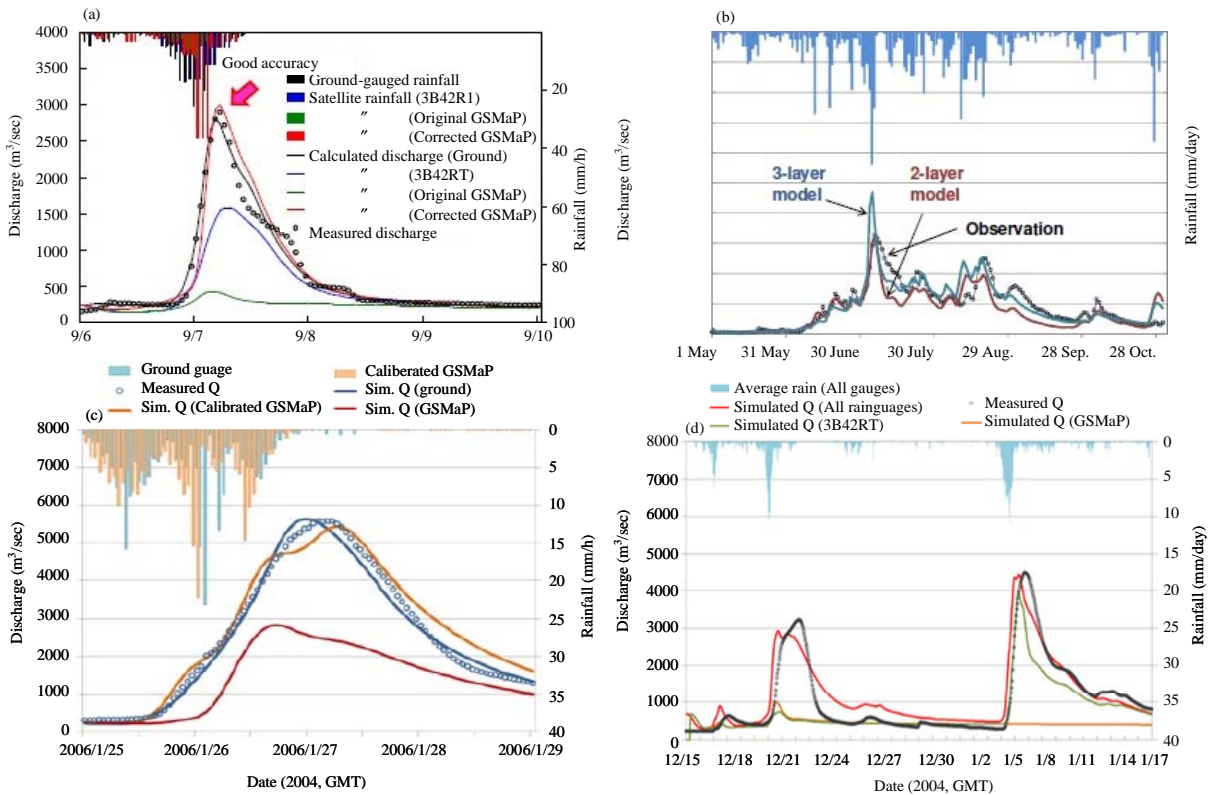 (a)
4000
3500
3000
2500
2000
1500
1000
500
0
Discharge (m³/sec)
9/6
9/7
9/8
9/9
9/10
20
40
60
80
100
Rainfall (mm/h)
Good accuracy
Ground-gauged rainfall
Satellite rainfall (3B42R1)
″ (Original GSMaP)
″ (Corrected GSMaP)
Calculated discharge (Ground)
″ (3B42RT)
″ (Original GSMaP)
″ (Corrected GSMaP)
Measured discharge
(b)
Discharge (m³/sec)
Rainfall (mm/day)
3-layer model
2-layer model
Observation
1 May
31 May
30 June
30 July
29 Aug.
28 Sep.
28 Oct.
Ground guage
Caliberated GSMaP
Measured Q
Sim. Q (ground)
Sim. Q (Calibrated GSMaP)
Sim. Q (GSMaP)
(c)
8000
7000
6000
5000
4000
3000
2000
1000
0
Discharge (m³/sec)
0
5
10
15
20
25
30
35
40
Rainfall (mm/h)
2006/1/25
2006/1/26
2006/1/27
2006/1/28
2006/1/29
Date (2004, GMT)
Average rain (All gauges)
Simulated Q (All rainguages)
Measured Q
Simulated Q (3B42RT)
Simulated Q (GSMaP)
(d)
8000
7000
6000
5000
4000
3000
2000
1000
0
Discharge (m³/sec)
0
5
10
15
20
25
30
35
40
Rainfall (mm/day)
12/15
12/18
12/21
12/24
12/27
12/30
1/2
1/5
1/8
1/11
1/14
1/17
Date (2004, GMT)